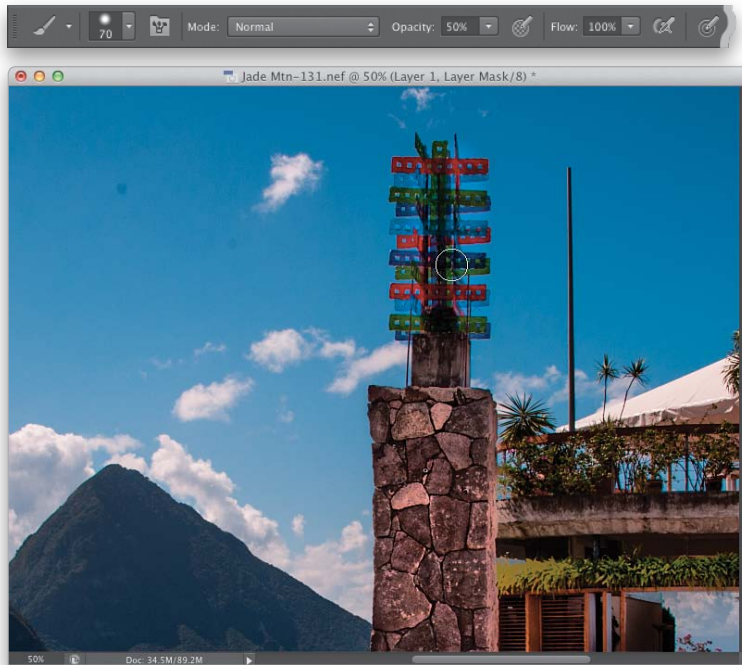 70 Mode: Normal Opacity: 50% Flow: 100%
Jade Mtn-131.nef @ 50% (Layer 1, Layer Mask/8) *
50% Doc: 34.5M/89.2M